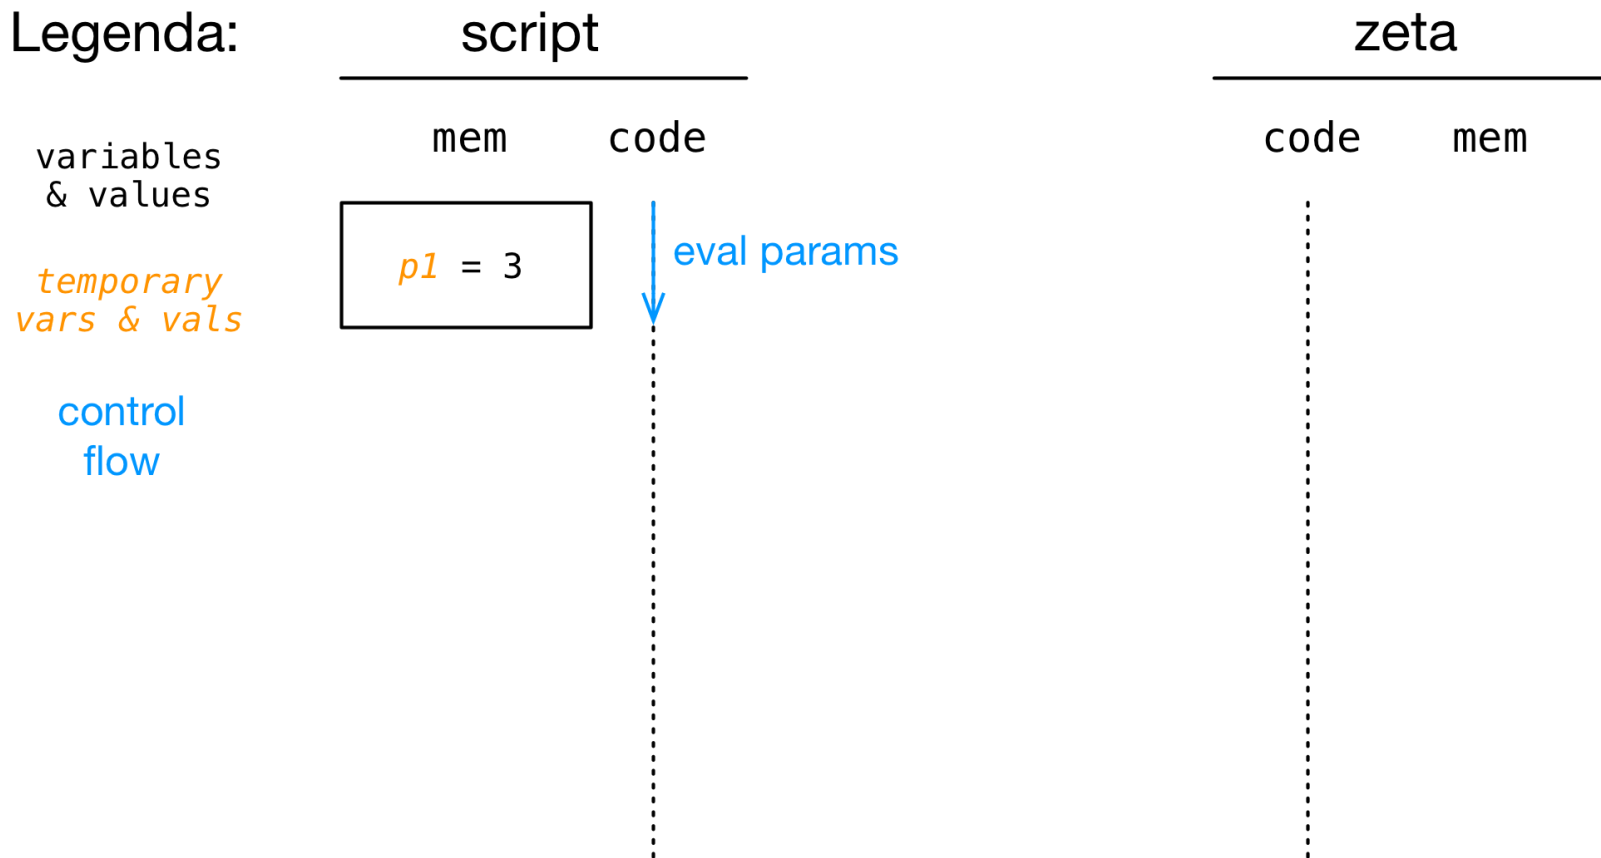 Legenda:
script
zeta
mem
code
code
mem
variables
& values
p1 = 3
eval params
temporary
vars & vals
control
flow